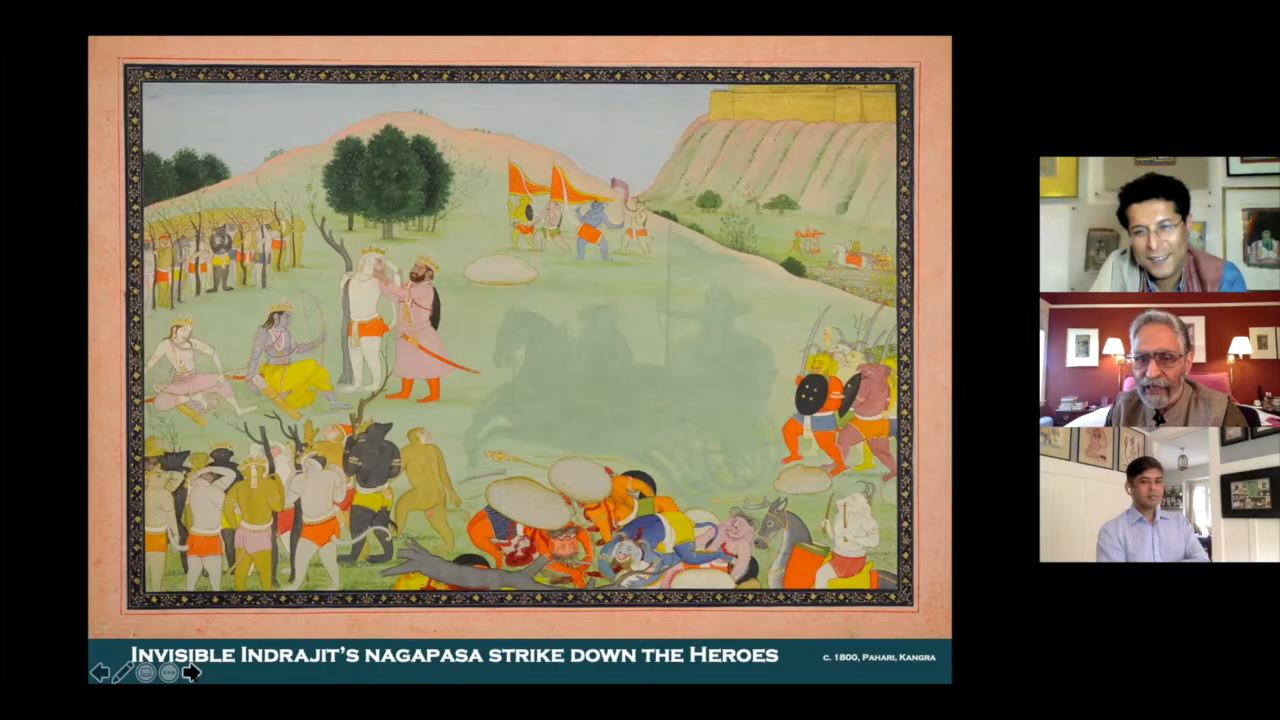 INVISIBLE INDRAJIT'S NAGAPASA STRIKE DOWN THE HEROES
C. 1800, PAHARI, KANGRA